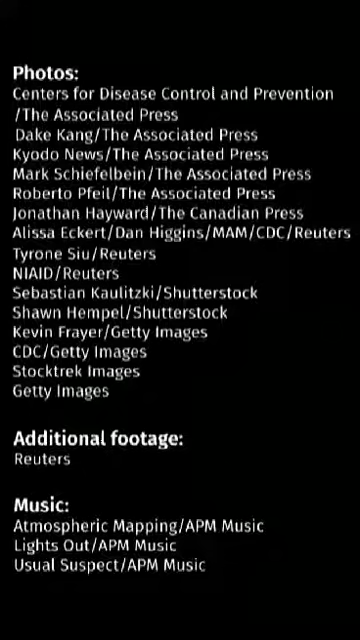 Photos:
Centers for Disease Control and Prevention
/The Associated Press
Dake Kang/The Associated Press
Kyodo News/The Associated Press
Mark Schiefelbein/The Associated Press
Roberto Pfeil/The Associated Press
Jonathan Hayward/The Canadian Press
Alissa Eckert/Dan Higgins/MAM/CDC/Reuters
Tyrone Siu/Reuters
NIAID/Reuters
Sebastian Kaulitzki/Shutterstock
Shawn Hempel/Shutterstock
Kevin Frayer/Getty Images
CDC/Getty Images
Stocktrek Images
Getty Images
Additional footage:
Reuters
Music:
Atmospheric Mapping/APM Music
Lights Out/APM Music
Usual Suspect/APM Music